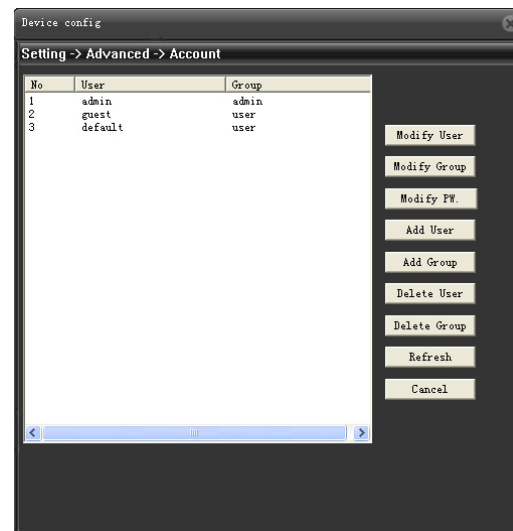 Device config
Setting -> Advanced -> Account
No User Group
1 admin admin
2 guest user
3 default user
Modify User
Modify Group
Modify PW.
Add User
Add Group
Delete User
Delete Group
Refresh
Cancel